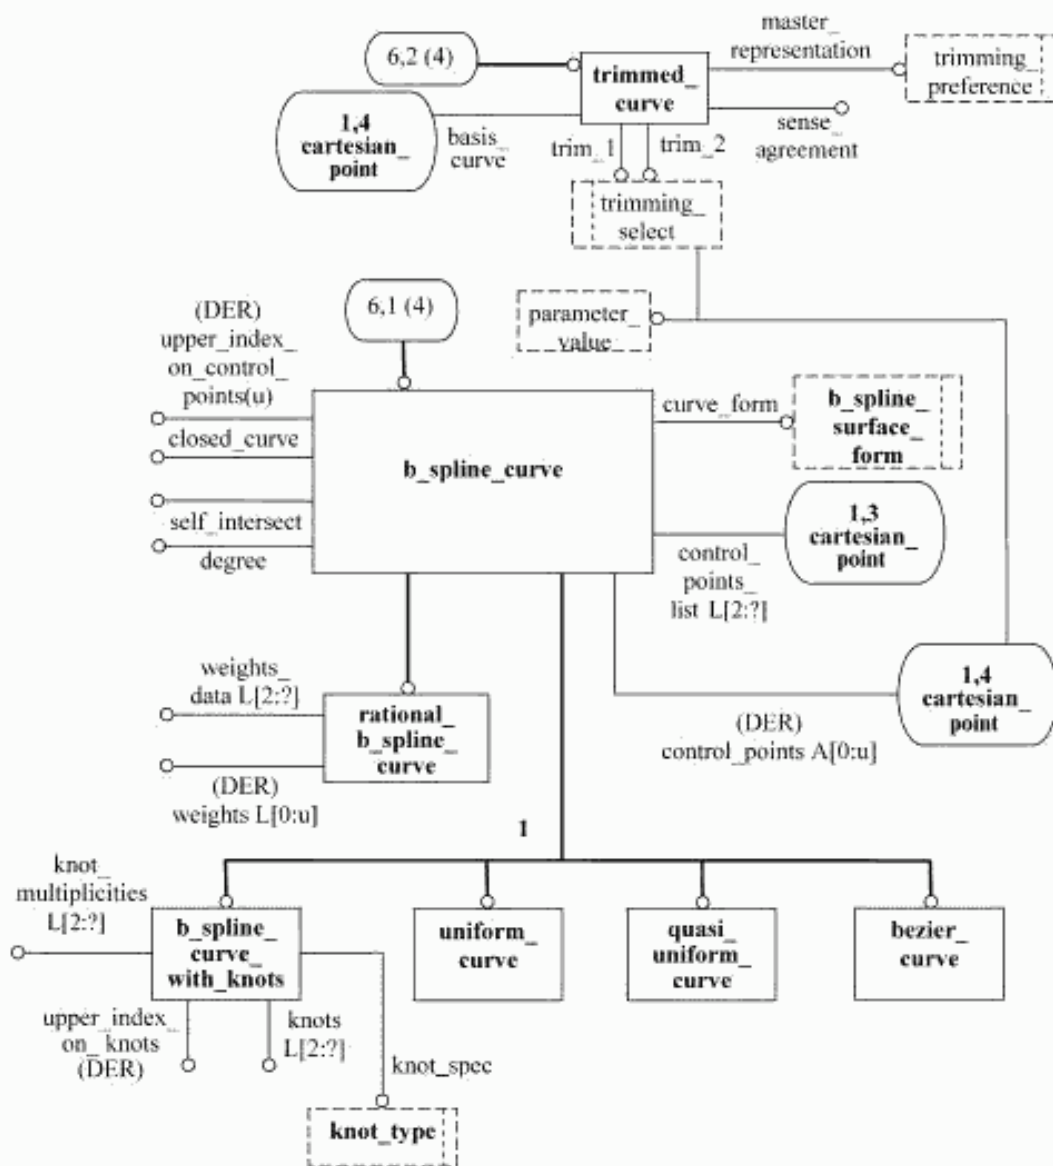 master_
representation
6,2 (4)
trimmed_
curve
trimming_
preference
1,4
cartesian_
point
basis_
curve
trim_1
trim_2
sense_
agreement
trimming_
select
6,1 (4)
parameter_
value
(DER)
upper_index_
on_control_
points(u)
closed_curve
self_intersect
degree
b_spline_curve
curve_form
b_spline_
surface_
form
control_
points_
list L[2:?]
1,3
cartesian_
point
weights_
data L[2:?]
rational_
b_spline_
curve
(DER)
weights L[0:u]
(DER)
control_points A[0:u]
1,4
cartesian_
point
1
knot_
multiplicities
L[2:?]
b_spline_
curve_
with_knots
uniform_
curve
quasi_
uniform_
curve
bezier_
curve
upper_index_
on_knots
(DER)
knots
L[2:?]
knot_spec
knot_type